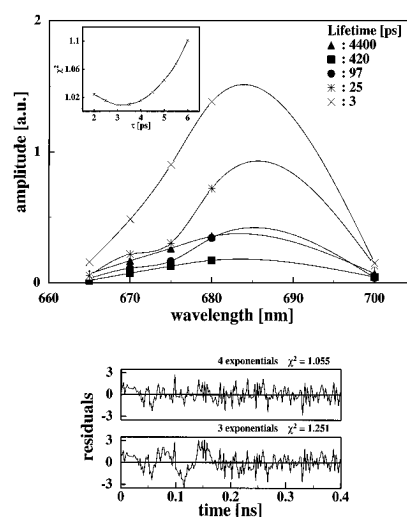 2
Lifetime [ps]
: 4400
: 420
: 97
: 25
: 3
1.1
1.06
1.02
χ²
2 3 4 5 6
τ [ps]
amplitude [a.u.]
1
0
660 670 680 690 700
wavelength [nm]
4 exponentials χ² = 1.055
3
0
-3
3 exponentials χ² = 1.251
3
0
-3
residuals
0 0.1 0.2 0.3 0.4
time [ns]